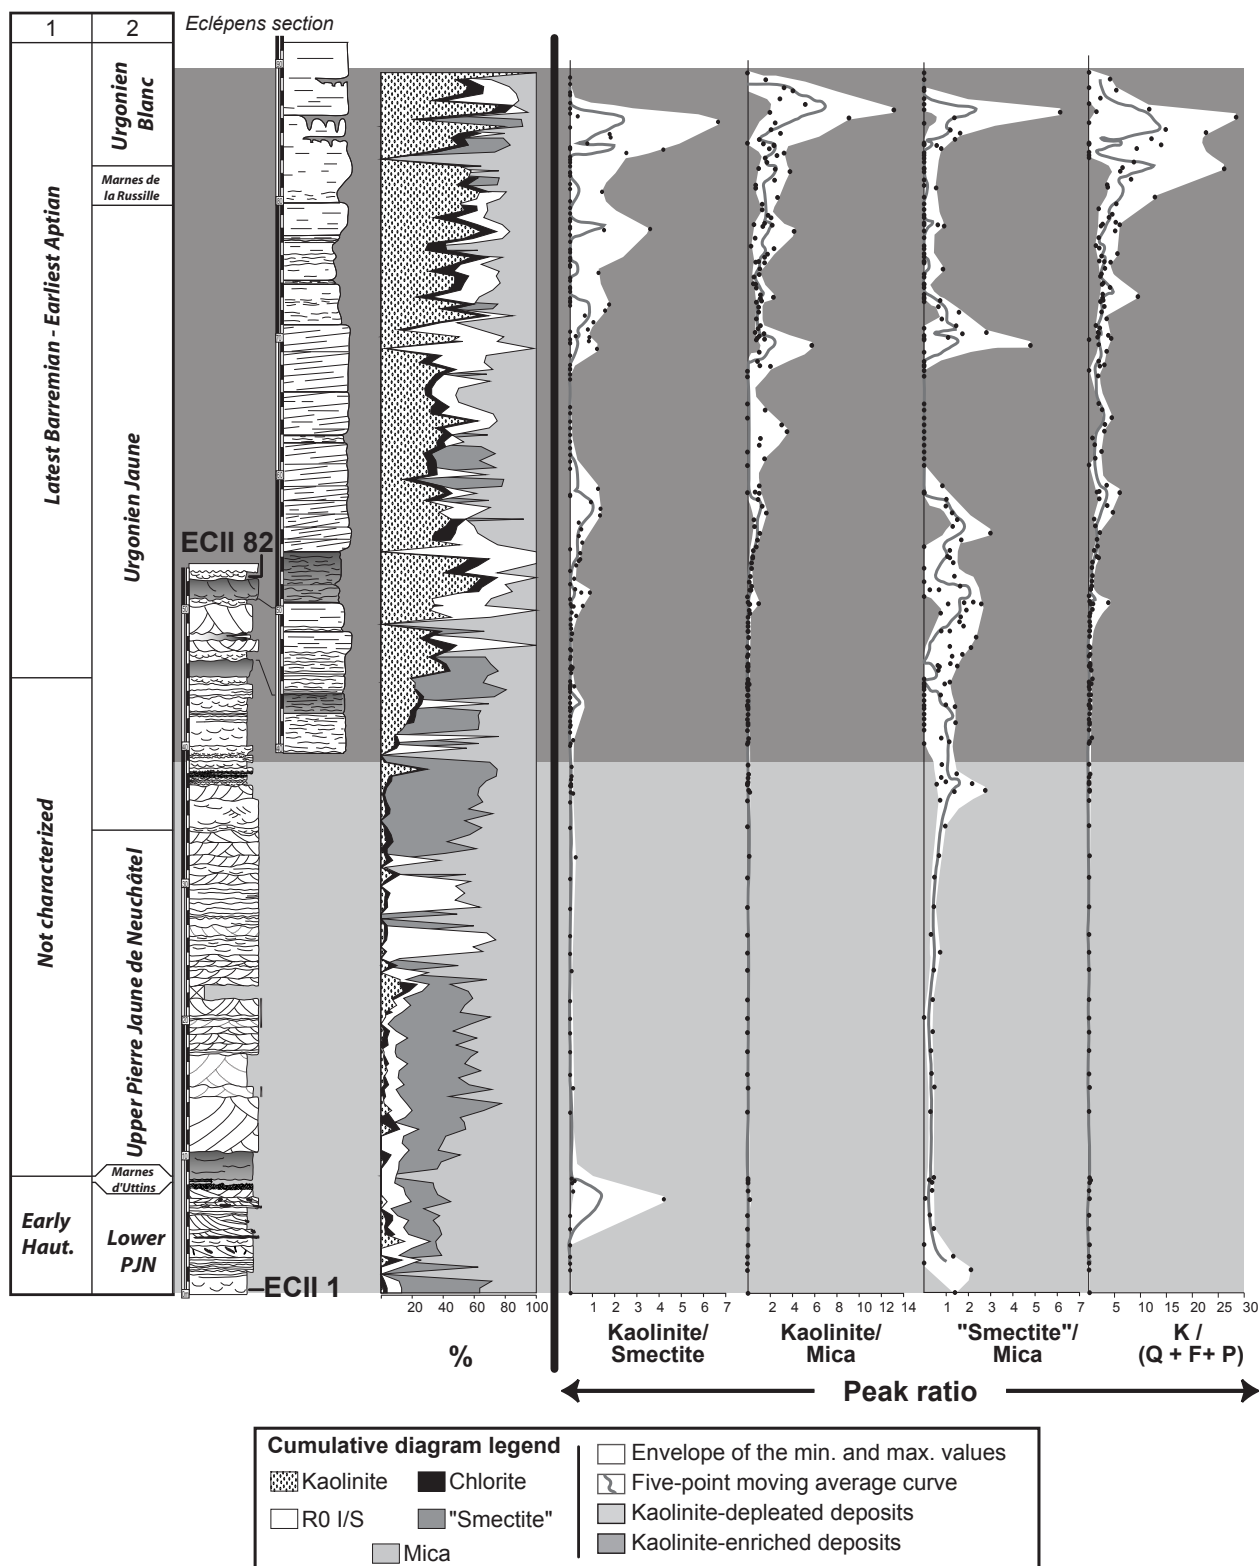 1
2
Eclépens section
Latest Barremian - Earliest Aptian
Not characterized
Early
Haut.
Urgonien
Blanc
Marnes de
la Russille
Urgonien Jaune
Upper Pierre Jaune de Neuchâtel
Marnes
d'Uttins
Lower
PJN
ECII 82
ECII 1
20 40 60 80 100
%
1 2 3 4 5 6 7
Kaolinite/
Smectite
2 4 6 8 10 12 14
Kaolinite/
Mica
1 2 3 4 5 6 7
"Smectite"/
Mica
5 10 15 20 25 30
K /
(Q + F+ P)
Peak ratio
Cumulative diagram legend
Kaolinite
Chlorite
R0 I/S
"Smectite"
Mica
Envelope of the min. and max. values
Five-point moving average curve
Kaolinite-depleated deposits
Kaolinite-enriched deposits